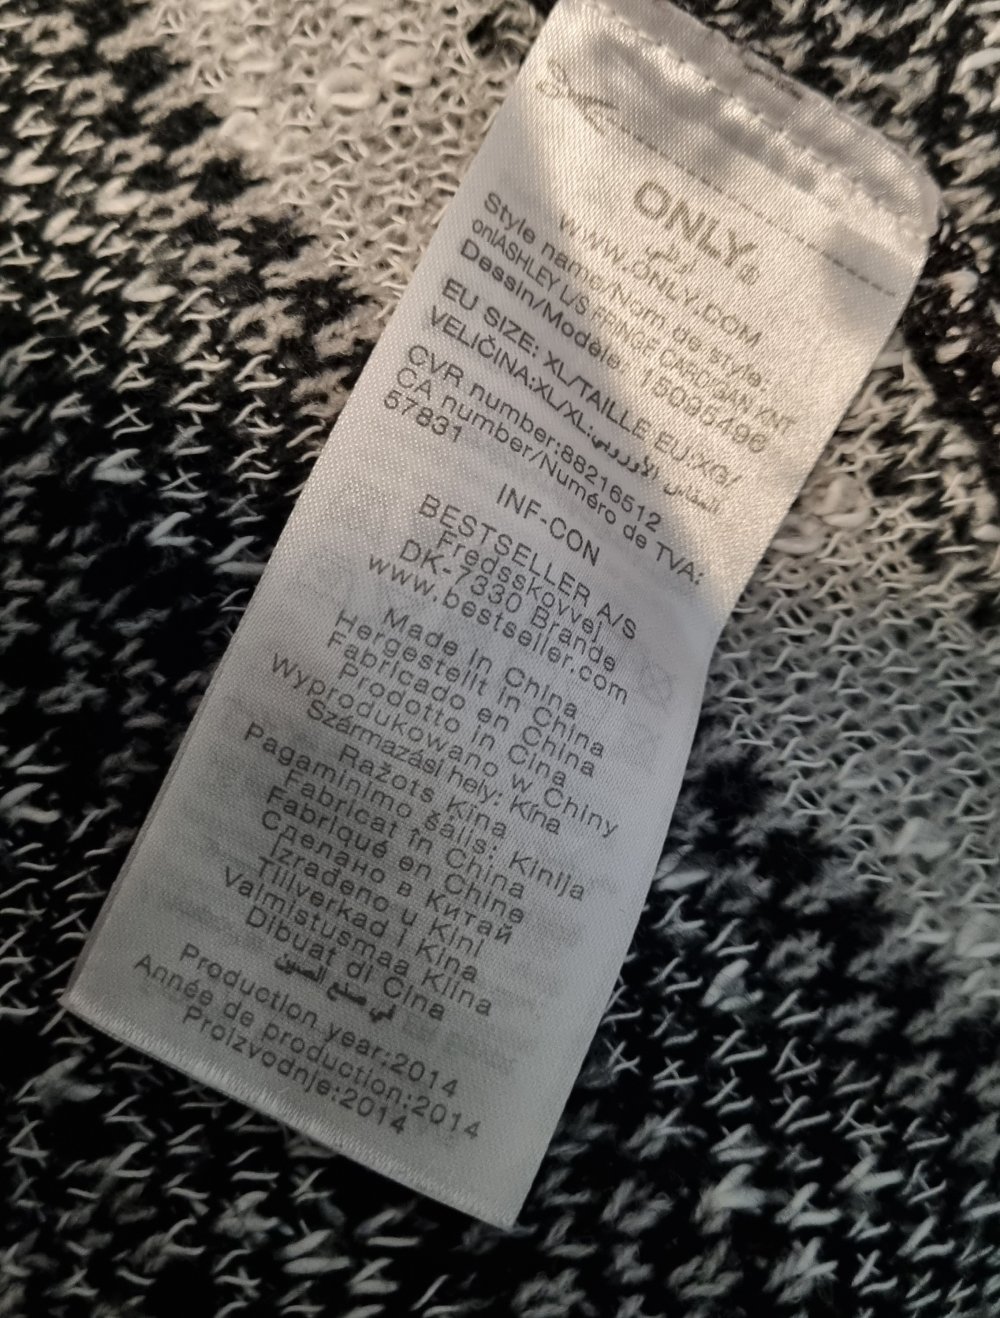 ONLY®
WWW.ONLY.COM
Style name/Nom de style:
onlASHLEY L/S FRINGE CARDIGAN KNT
Dessin/Modèle: 15095496
EU SIZE: XL/TAILLE EU:XG/
VELIČINA:XL/XL:المقاس الأوروبي
CVR number:88216512
CA number/Numéro de TVA:
57831
INF-CON
BESTSELLER A/S
Fredsskovvej
DK-7330 Brande
www.bestseller.com
Made in China
Hergestellt in China
Fabricado en China
Prodotto in Cina
Wyprodukowano w Chiny
Származási hely: Kína
Ražots Kina
Pagaminimo šalis: Kinija
Fabricat în China
Fabriqué en Chine
Сделано в Китай
Izrađeno u Kini
Tillverkad i Kina
Valmistusmaa Kiina
Dibuat di Cina
في صنع الصين
Production year:2014
Année de production:2014
Proizvodnje:2014